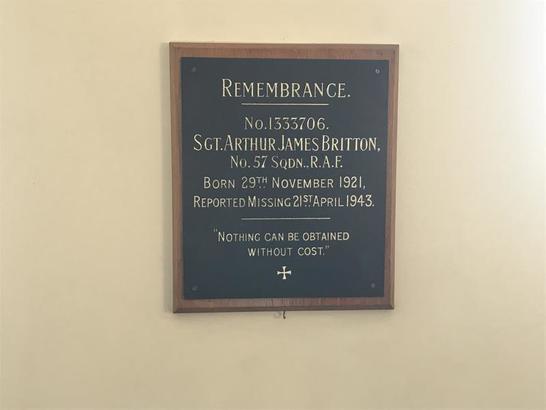 REMEMBRANCE.
No. 1333706.
SGT. ARTHUR JAMES BRITTON,
No. 57 SQDN., R.A.F.
BORN 29TH NOVEMBER 1921,
REPORTED MISSING 21ST APRIL 1943.
"NOTHING CAN BE OBTAINED
WITHOUT COST."